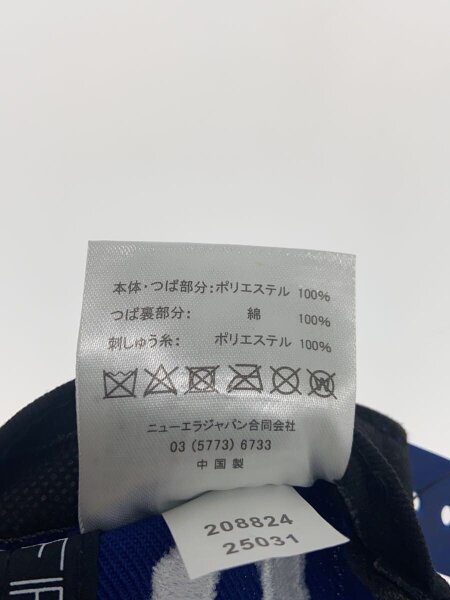 本体・つば部分:ポリエステル 100%
つば裏部分: 綿 100%
刺しゅう糸: ポリエステル 100%
ニューエラジャパン合同会社
03 (5773) 6733
中国製
208824
25031